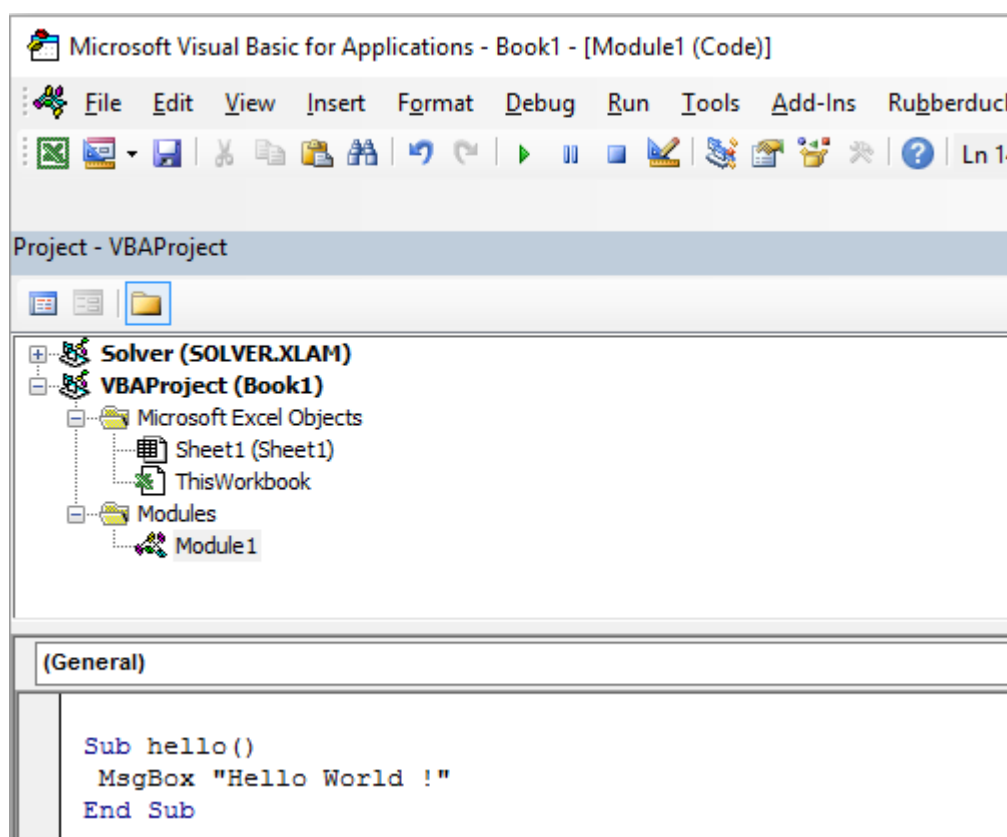 Microsoft Visual Basic for Applications - Book1 - [Module1 (Code)]
File Edit View Insert Format Debug Run Tools Add-Ins
Ln
Project - VBAProject
Solver (SOLVER.XLAM)
VBAProject (Book1)
Microsoft Excel Objects
Sheet1 (Sheet1)
ThisWorkbook
Modules
Module1
(General)
Sub hello()
MsgBox "Hello World !"
End Sub